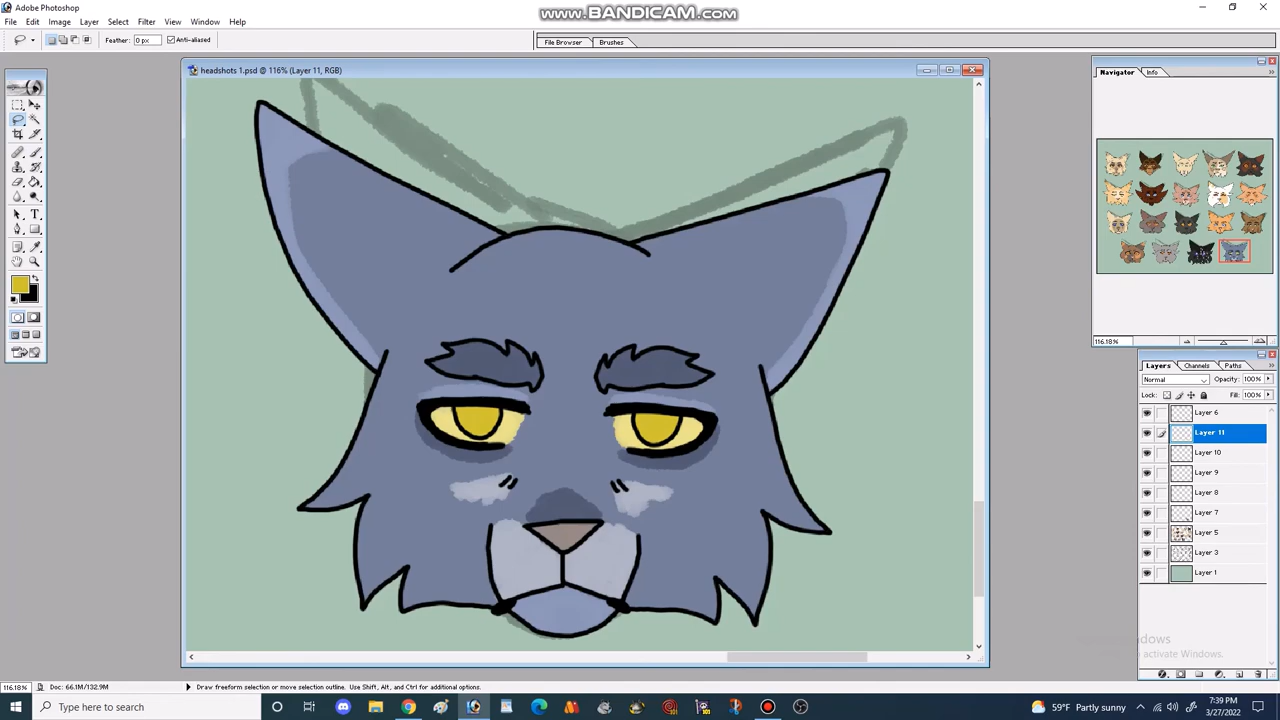 Adobe Photoshop
www.BANDICAM.com
File Edit Image Layer Select Filter View Window Help
Feather: 0 px Anti-aliased
File Browser Brushes
headshots 1.psd @ 116% (Layer 11, RGB)
Navigator Info
116.18%
Layers Channels Paths
Normal Opacity: 100%
Lock: Fill: 100%
Layer 6
Layer 11
Layer 10
Layer 9
Layer 8
Layer 7
Layer 5
Layer 3
Layer 1
116.18% Doc: 66.1M/132.9M Draw freeform selection or move selection outline. Use Shift, Alt, and Ctrl for additional options.
Type here to search
59°F Partly sunny
7:39 PM
3/27/2022